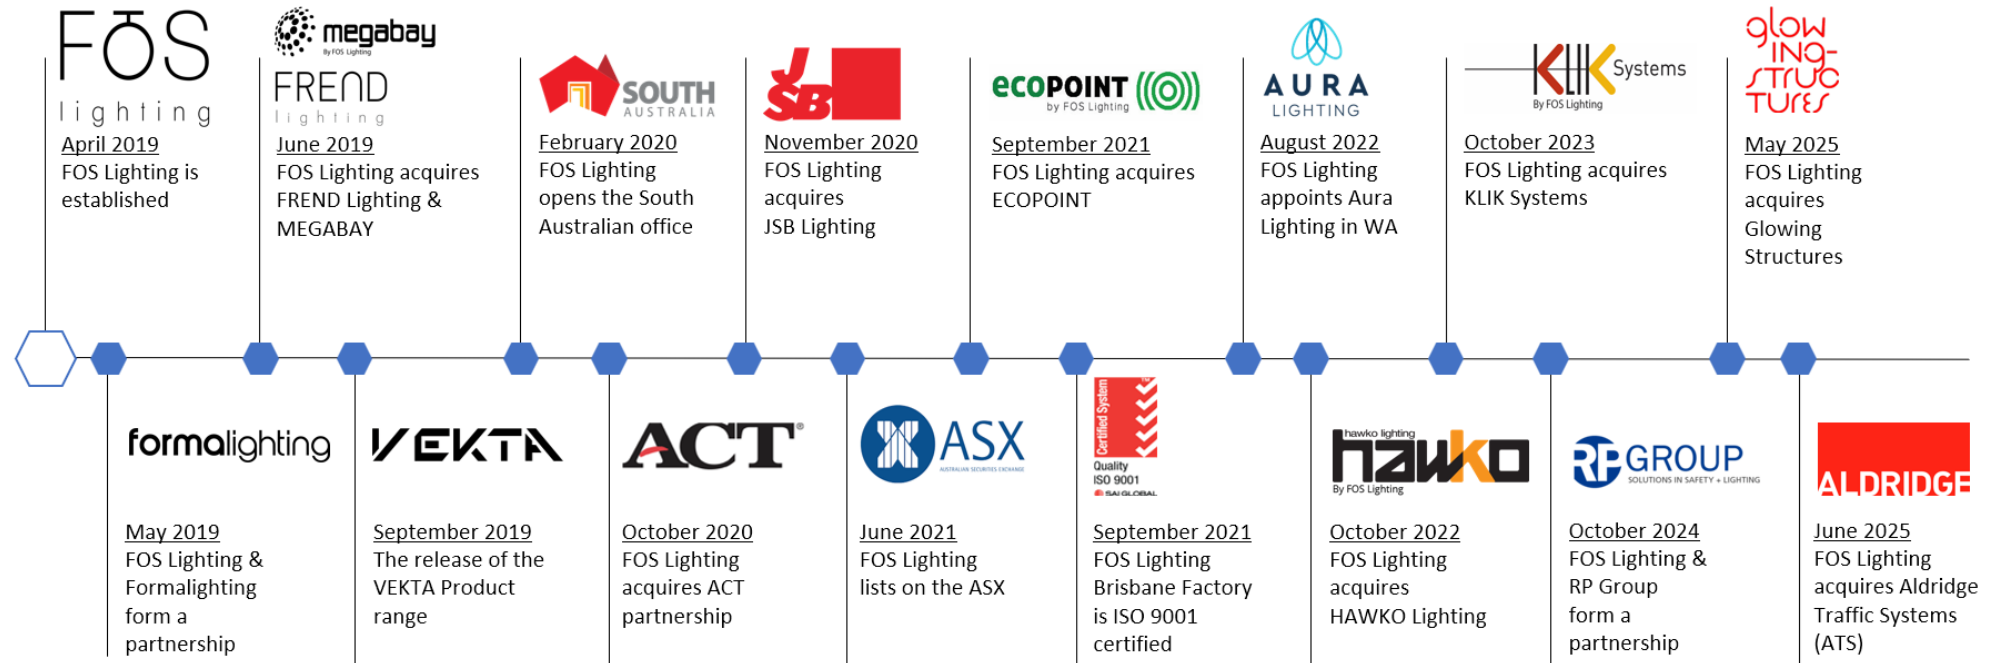 FOS
lighting
April 2019
FOS Lighting is
established
megabay
By FOS Lighting
FREND
lighting
June 2019
FOS Lighting acquires
FREND Lighting &
MEGABAY
SOUTH
AUSTRALIA
February 2020
FOS Lighting
opens the South
Australian office
JSB
November 2020
FOS Lighting
acquires
JSB Lighting
ecoPOINT
by FOS Lighting
September 2021
FOS Lighting acquires
ECOPOINT
AURA
LIGHTING
August 2022
FOS Lighting
appoints Aura
Lighting in WA
KLIK Systems
By FOS Lighting
October 2023
FOS Lighting acquires
KLIK Systems
glow
ING-
STRUC
TURES
May 2025
FOS Lighting
acquires
Glowing
Structures
formalighting
May 2019
FOS Lighting &
Formalighting
form a
partnership
VEKTA
September 2019
The release of the
VEKTA Product
range
ACT®
October 2020
FOS Lighting
acquires ACT
partnership
ASX
AUSTRALIAN SECURITIES EXCHANGE
June 2021
FOS Lighting
lists on the ASX
Certified System
TM
Quality
ISO 9001
SAI GLOBAL
September 2021
FOS Lighting
Brisbane Factory
is ISO 9001
certified
hawko lighting
hawko
By FOS Lighting
October 2022
FOS Lighting
acquires
HAWKO Lighting
RP GROUP
SOLUTIONS IN SAFETY + LIGHTING
October 2024
FOS Lighting &
RP Group
form a
partnership
ALDRIDGE
June 2025
FOS Lighting
acquires Aldridge
Traffic Systems
(ATS)